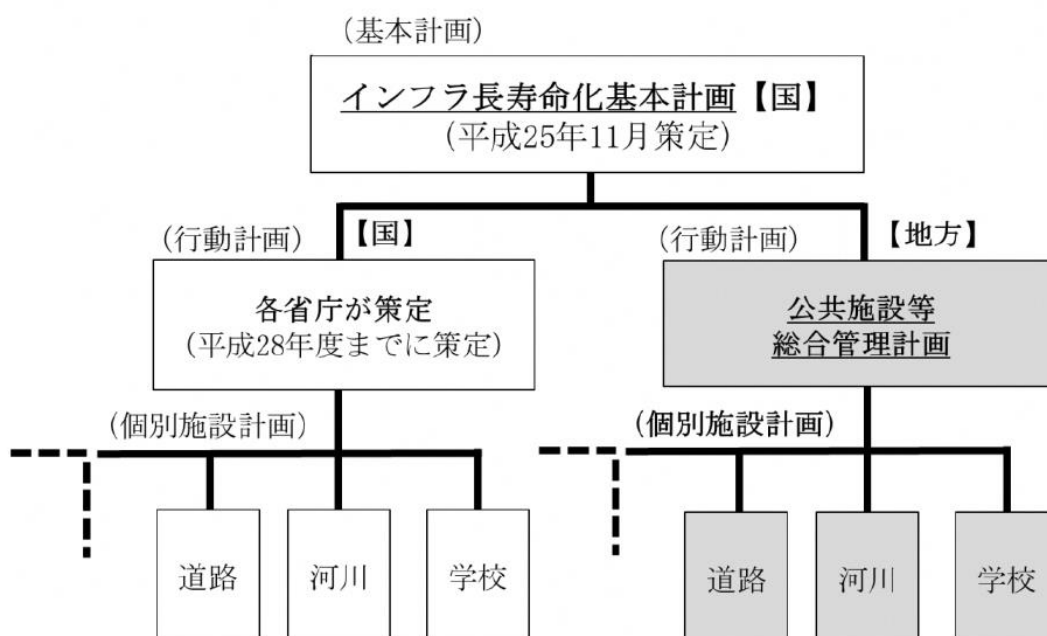 (基本計画)
インフラ長寿命化基本計画【国】
(平成25年11月策定)
(行動計画)
【国】
各省庁が策定
(平成28年度までに策定)
(行動計画)
【地方】
公共施設等
総合管理計画
(個別施設計画)
道路
河川
学校
(個別施設計画)
道路
河川
学校